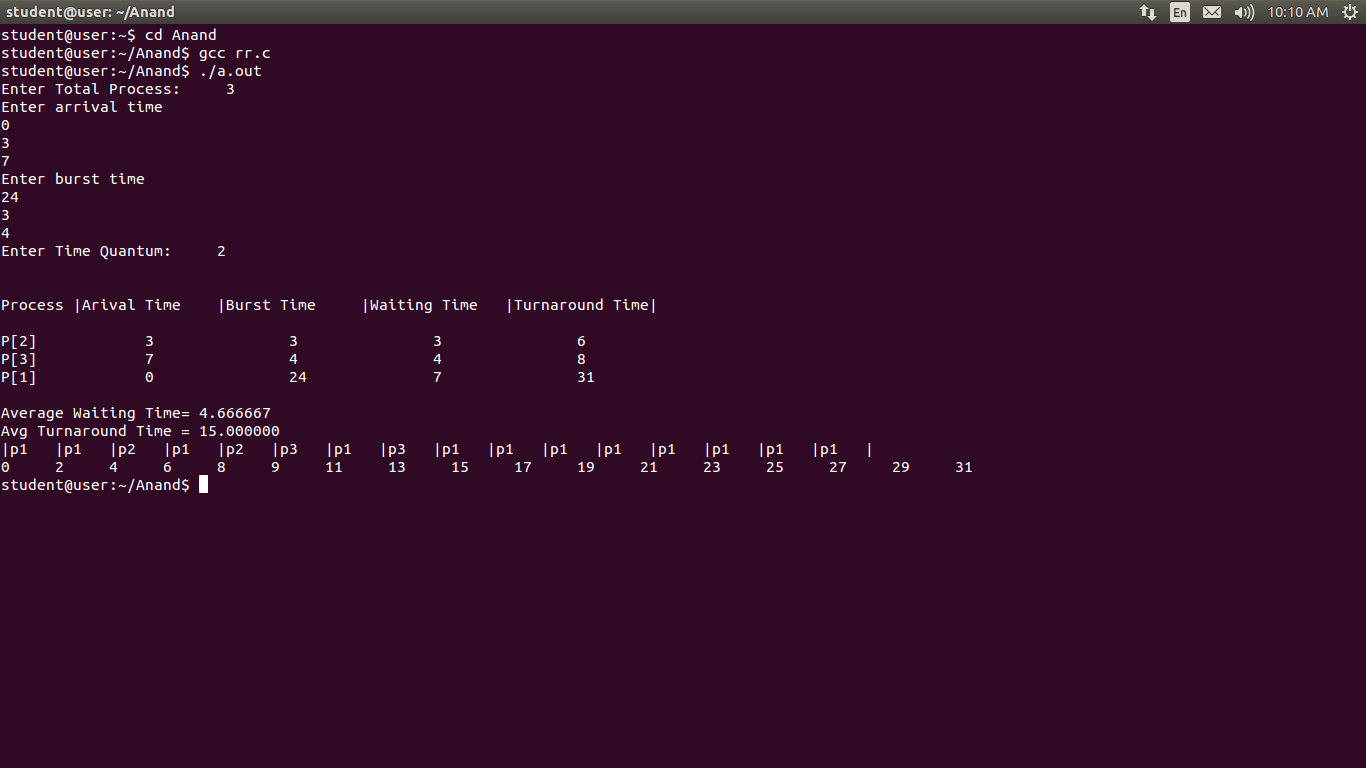 student@user: ~/Anand
En
10:10 AM
student@user:~$ cd Anand
student@user:~/Anand$ gcc rr.c
student@user:~/Anand$ ./a.out
Enter Total Process:     3
Enter arrival time
0
3
7
Enter burst time
24
3
4
Enter Time Quantum:     2
Process |Arival Time    |Burst Time     |Waiting Time   |Turnaround Time|
P[2]            3               3               3               6
P[3]            7               4               4               8
P[1]            0               24              7               31
Average Waiting Time= 4.666667
Avg Turnaround Time = 15.000000
|p1   |p1   |p2   |p1   |p2   |p3   |p1   |p3   |p1   |p1   |p1   |p1   |p1   |p1   |p1   |p1   |
0     2     4     6     8     9     11     13     15     17     19     21     23     25     27     29     31
student@user:~/Anand$